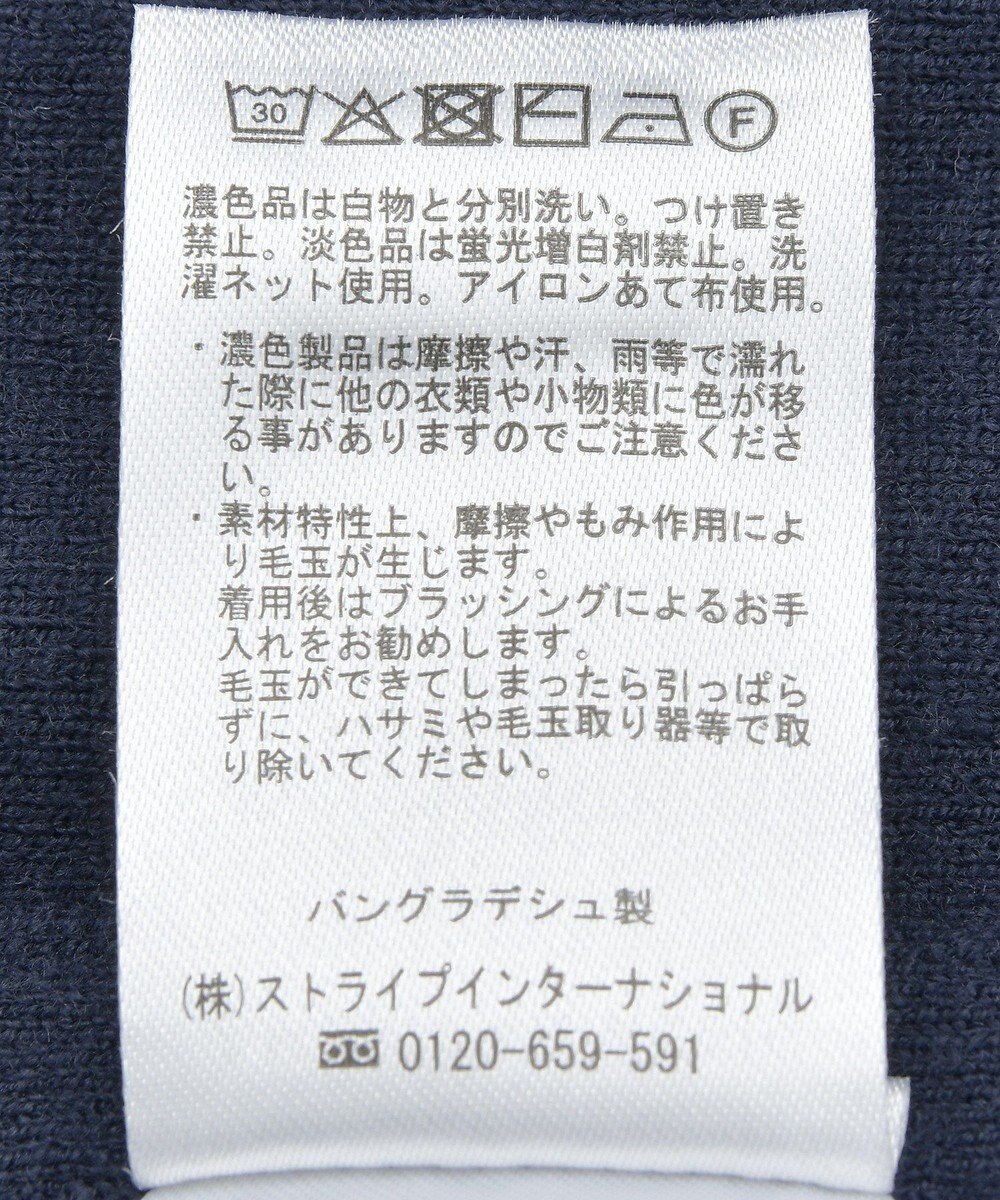 30 F
濃色品は白物と分別洗い。つけ置き
禁止。淡色品は蛍光増白剤禁止。洗
濯ネット使用。アイロンあて布使用。
・濃色製品は摩擦や汗、雨等で濡れ
た際に他の衣類や小物類に色が移
る事がありますのでご注意くださ
い。
・素材特性上、摩擦やもみ作用によ
り毛玉が生じます。
着用後はブラッシングによるお手
入れをお勧めします。
毛玉ができてしまったら引っぱら
ずに、ハサミや毛玉取り器等で取
り除いてください。
バングラデシュ製
(株)ストライプインターナショナル
0120-659-591